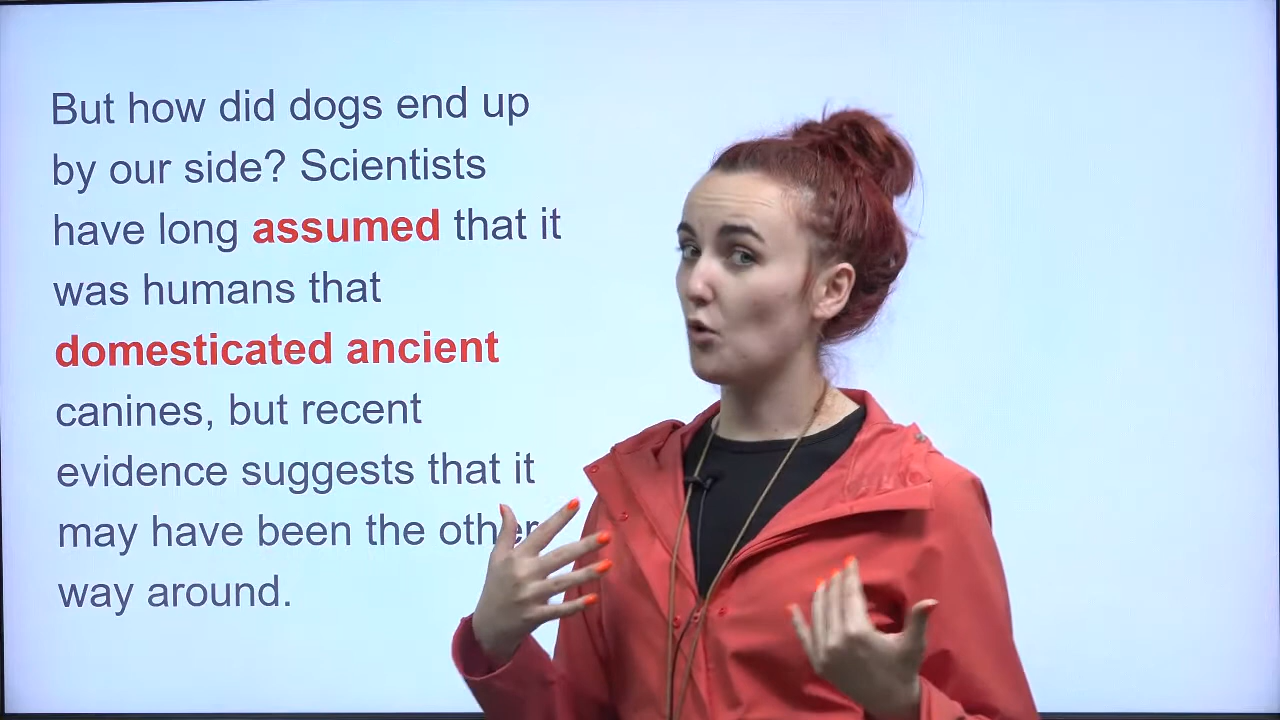 But how did dogs end up
by our side? Scientists
have long assumed that it
was humans that
domesticated ancient
canines, but recent
evidence suggests that it
may have been the other
way around.